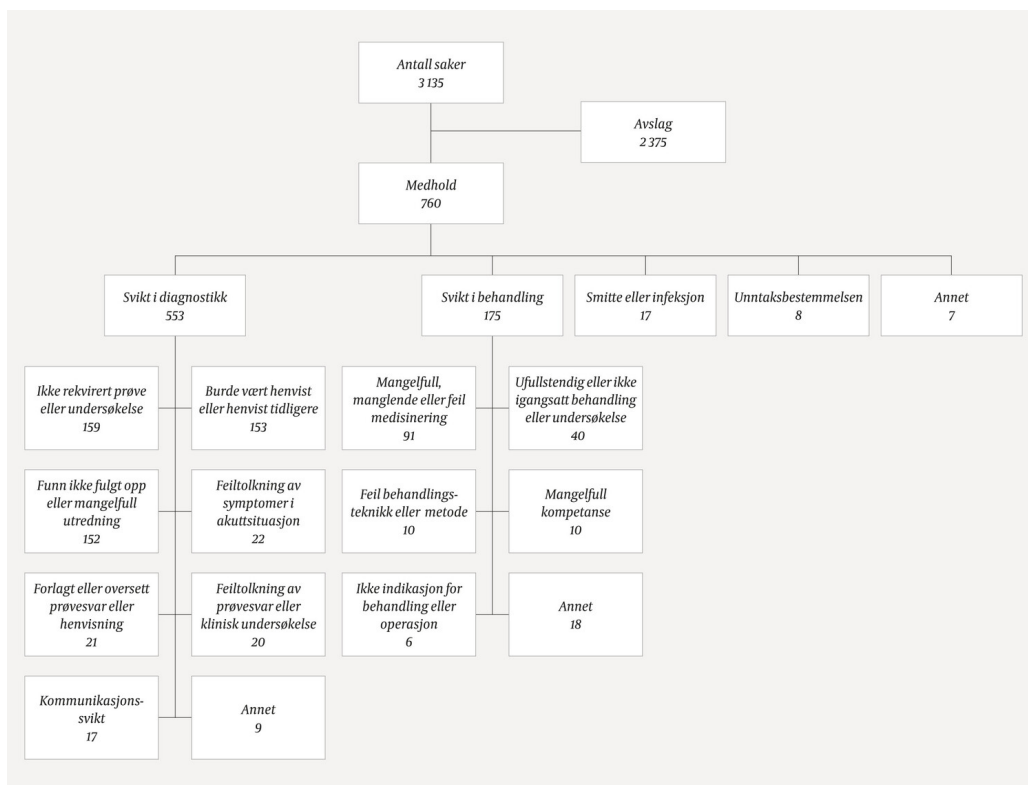 Antall saker
3 135
Avslag
2 375
Medhold
760
Svikt i diagnostikk
553
Svikt i behandling
175
Smitte eller infeksjon
17
Unntaksbestemmelsen
8
Annet
7
Ikke rekvirert prøve
eller undersøkelse
159
Burde vært henvist
eller henvist tidligere
153
Funn ikke fulgt opp
eller mangelfull
utredning
152
Feiltolkning av
symptomer i
akuttsituasjon
22
Forlagt eller oversett
prøvesvar eller
henvisning
21
Feiltolkning av
prøvesvar eller
klinisk undersøkelse
20
Kommunikasjons-
svikt
17
Annet
9
Mangelfull,
manglende eller feil
medisinering
91
Ufullstendig eller ikke
igangsatt behandling
eller undersøkelse
40
Feil behandlings-
teknikk eller metode
10
Mangelfull
kompetanse
10
Ikke indikasjon for
behandling eller
operasjon
6
Annet
18